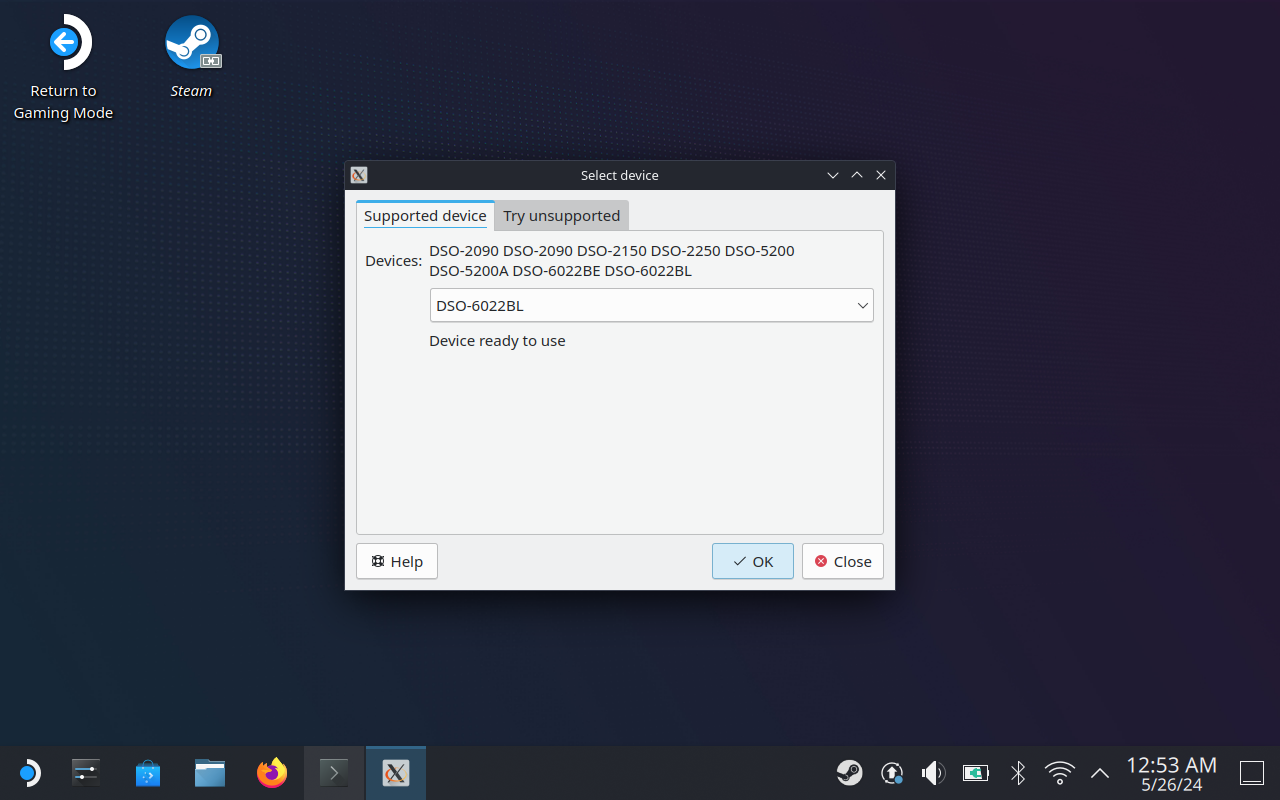 Return to
Gaming Mode
Steam
Select device
Supported device
Try unsupported
Devices:
DSO-2090 DSO-2090 DSO-2150 DSO-2250 DSO-5200
DSO-5200A DSO-6022BE DSO-6022BL
DSO-6022BL
Device ready to use
Help
OK
Close
12:53 AM
5/26/24